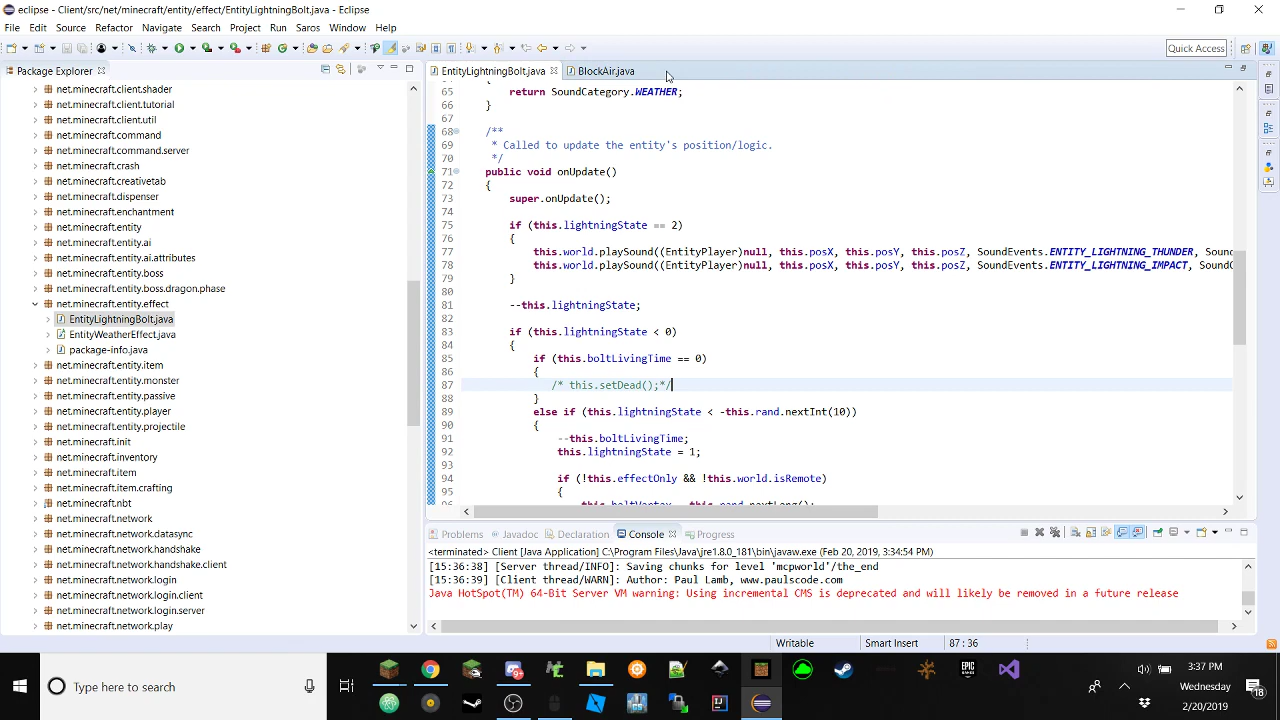 eclipse - Client/src/net/minecraft/entity/effect/EntityLightningBolt.java - Eclipse
File Edit Source Refactor Navigate Search Project Run Saros Window Help
Quick Access
Package Explorer
EntityLightningBolt.java
BlockAir.java
net.minecraft.client.shader
net.minecraft.client.tutorial
net.minecraft.client.util
net.minecraft.command
net.minecraft.command.server
net.minecraft.crash
net.minecraft.creativetab
net.minecraft.dispenser
net.minecraft.enchantment
net.minecraft.entity
net.minecraft.entity.ai
net.minecraft.entity.ai.attributes
net.minecraft.entity.boss
net.minecraft.entity.boss.dragon.phase
net.minecraft.entity.effect
EntityLightningBolt.java
EntityWeatherEffect.java
package-info.java
net.minecraft.entity.item
net.minecraft.entity.monster
net.minecraft.entity.passive
net.minecraft.entity.player
net.minecraft.entity.projectile
net.minecraft.init
net.minecraft.inventory
net.minecraft.item
net.minecraft.item.crafting
net.minecraft.nbt
net.minecraft.network
net.minecraft.network.datasync
net.minecraft.network.handshake
net.minecraft.network.handshake.client
net.minecraft.network.login
net.minecraft.network.login.client
net.minecraft.network.login.server
net.minecraft.network.play
65 return SoundCategory.WEATHER;
66 }
67
68 /**
69 * Called to update the entity's position/logic.
70 */
71 public void onUpdate()
72 {
73 super.onUpdate();
74
75 if (this.lightningState == 2)
76 {
77 this.world.playSound((EntityPlayer)null, this.posX, this.posY, this.posZ, SoundEvents.ENTITY_LIGHTNING_THUNDER, Sound
78 this.world.playSound((EntityPlayer)null, this.posX, this.posY, this.posZ, SoundEvents.ENTITY_LIGHTNING_IMPACT, SoundC
79 }
80
81 --this.lightningState;
82
83 if (this.lightningState < 0)
84 {
85 if (this.boltLivingTime == 0)
86 {
87 /* this.setDead();*/
88 }
89 else if (this.lightningState < -this.rand.nextInt(10))
90 {
91 --this.boltLivingTime;
92 this.lightningState = 1;
93
94 if (!this.effectOnly && !this.world.isRemote)
95 {
Problems @ Javadoc Declaration Console Progress
<terminated> Client [Java Application] C:\Program Files\Java\jre1.8.0_181\bin\javaw.exe (Feb 20, 2019, 3:34:54 PM)
[15:36:38] [Server thread/INFO]: Saving chunks for level 'mcpworld'/the_end
[15:36:39] [Client thread/WARN]: Author: Paul Lamb, www.paulscode.com
Java HotSpot(TM) 64-Bit Server VM warning: Using incremental CMS is deprecated and will likely be removed in a future release
Writable Smart Insert 87 : 36
Type here to search
EPIC GAMES
3:37 PM
Wednesday
2/20/2019
18